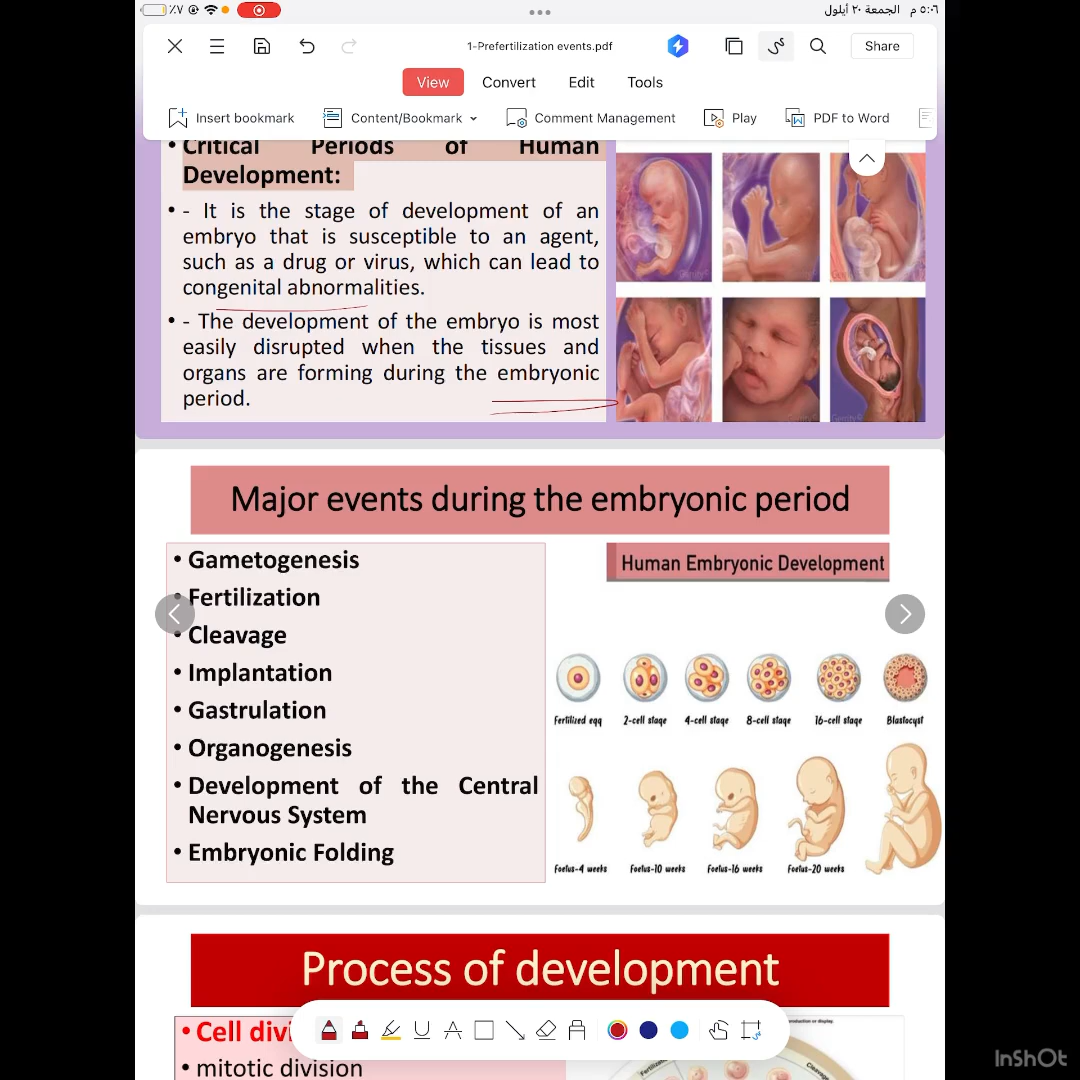 ٪٧
٥:٠٦ م الجمعة ٢٠ أيلول
1-Prefertilization events.pdf
Share
View Convert Edit Tools
Insert bookmark Content/Bookmark Comment Management Play PDF to Word
• Critical Periods of Human
Development:
• - It is the stage of development of an
embryo that is susceptible to an agent,
such as a drug or virus, which can lead to
congenital abnormalities.
• - The development of the embryo is most
easily disrupted when the tissues and
organs are forming during the embryonic
period.
Major events during the embryonic period
• Gametogenesis
• Fertilization
• Cleavage
• Implantation
• Gastrulation
• Organogenesis
• Development of the Central
Nervous System
• Embryonic Folding
Human Embryonic Development
Fertilized egg 2-cell stage 4-cell stage 8-cell stage 16-cell stage Blastocyst
Foetus-4 weeks Foetus-10 weeks Foetus-16 weeks Foetus-20 weeks
Process of development
• Cell divi
• mitotic division
InShOt